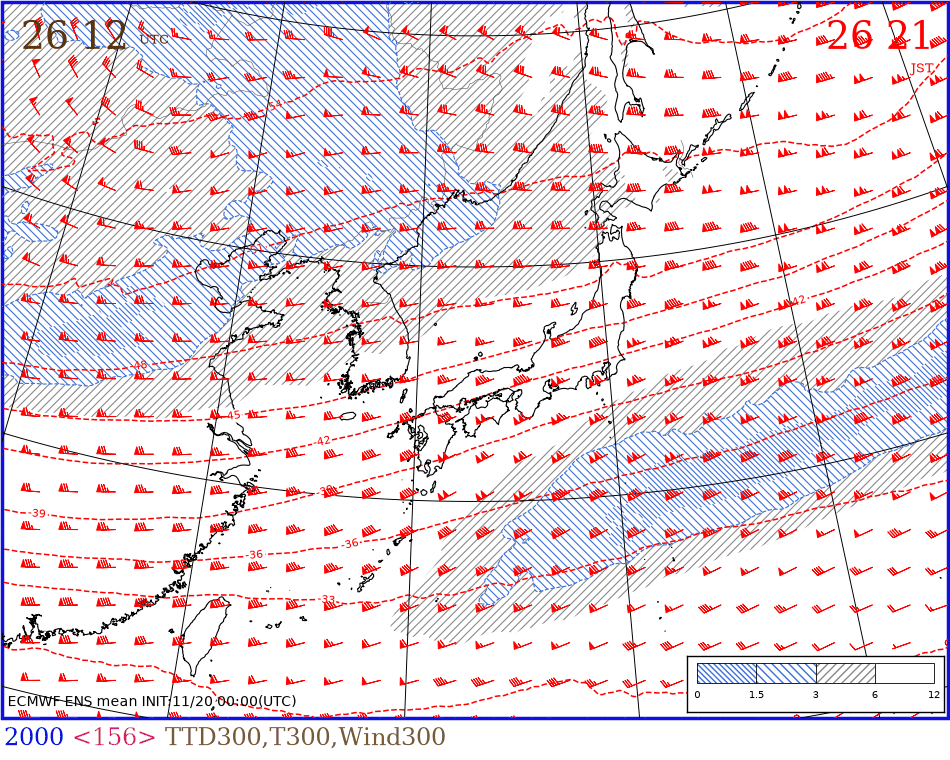 26 12 UTC
26 21 JST
-54
-48
-45
-42
-42
-39
-39
-36
-36
-33
ECMWF ENS mean INIT:11/20 00:00(UTC)
0 1.5 3 6 12
2000 <156> TTD300,T300,Wind300